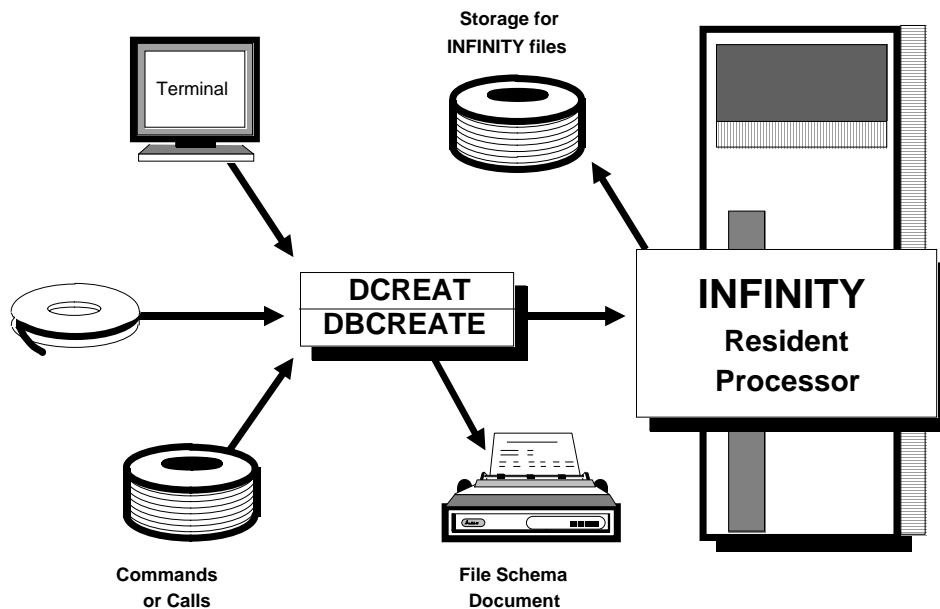 Storage for
INFINITY files
Terminal
DCREAT
DBCREATE
INFINITY
Resident
Processor
Commands
or Calls
File Schema
Document